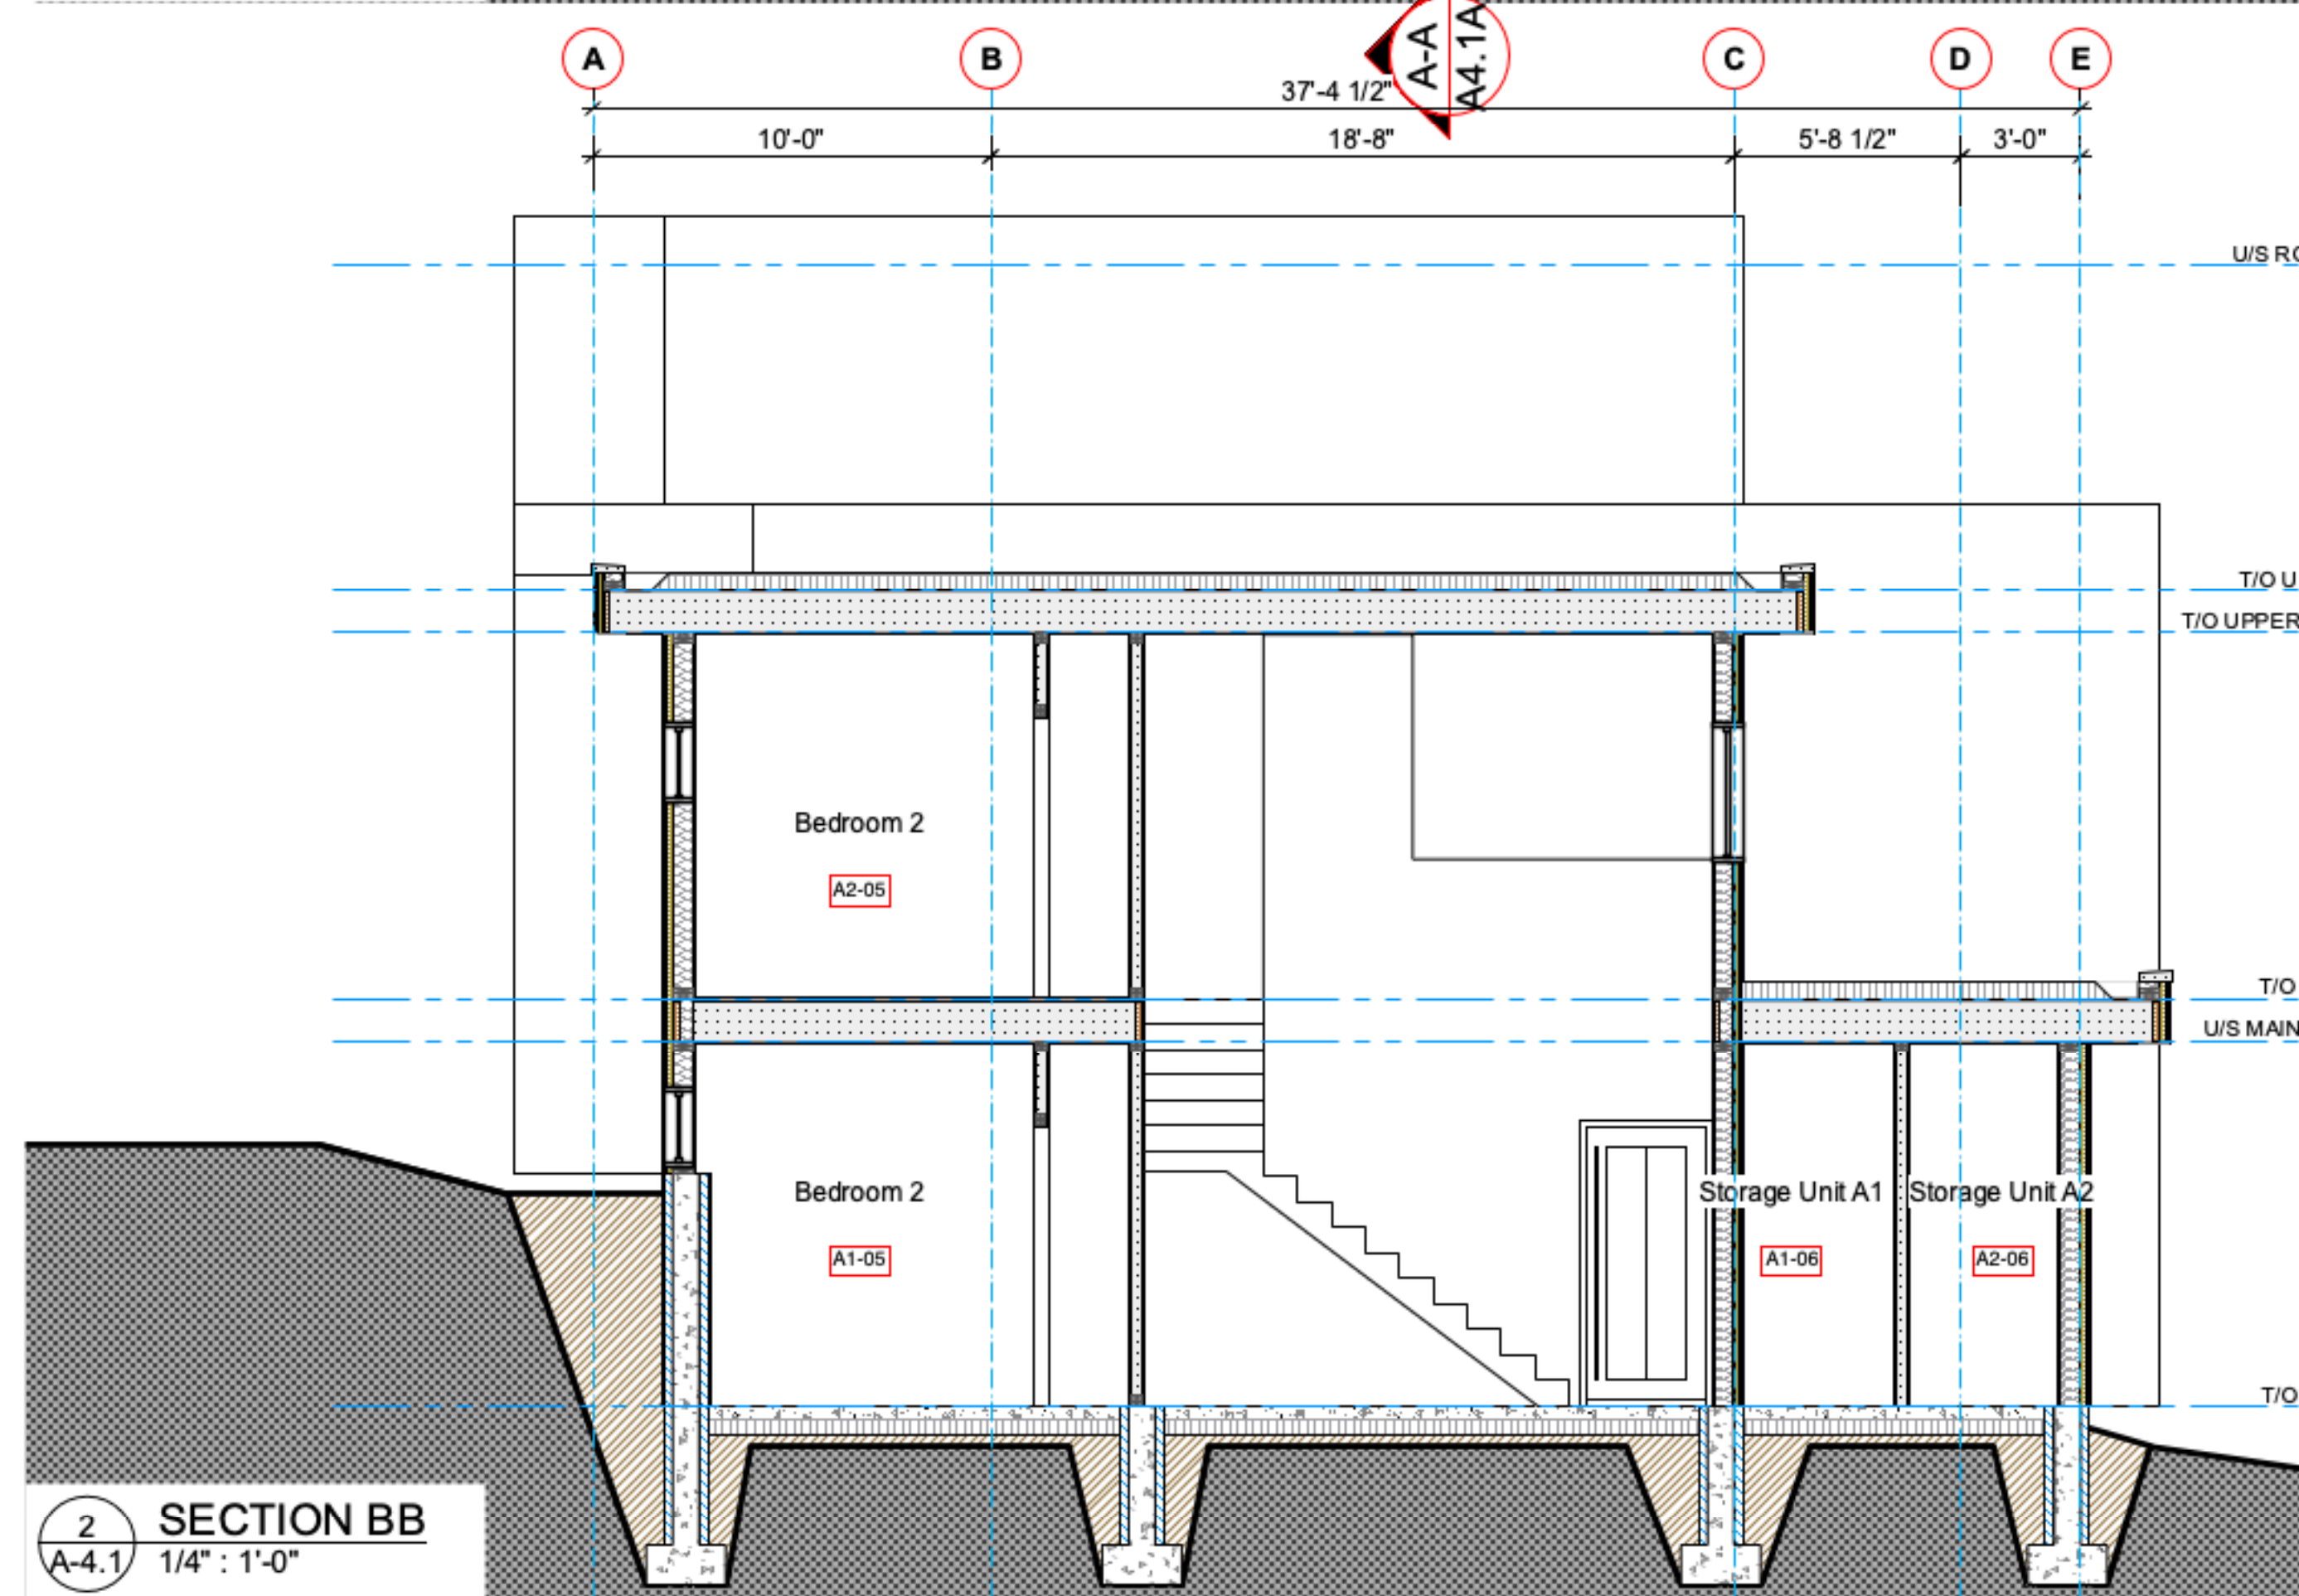 A
B
C
D
E
A-A
A4.1A
37'-4 1/2"
10'-0"
18'-8"
5'-8 1/2"
3'-0"
U/S
T/O
T/O UPPER
Bedroom 2
A2-05
T/O
U/S MAIN
Bedroom 2
A1-05
Storage Unit A1
Storage Unit A2
A1-06
A2-06
T/O
2
A-4.1
SECTION BB
1/4" : 1'-0"